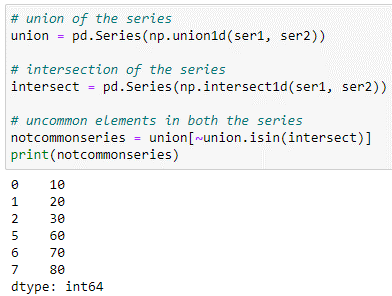 # union of the series
union = pd.Series(np.union1d(ser1, ser2))
# intersection of the series
intersect = pd.Series(np.intersect1d(ser1, ser2))
# uncommon elements in both the series
notcommonseries = union[~union.isin(intersect)]
print(notcommonseries)
0    10
1    20
2    30
5    60
6    70
7    80
dtype: int64